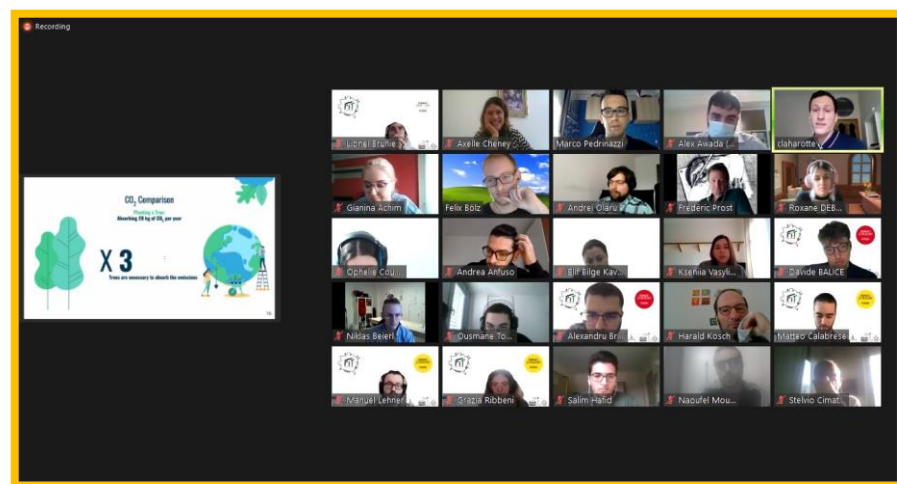 Recording
CO2 Comparison
Planting a Tree:
Absorbing 20 kg of CO2 per year
X 3
Trees are necessary to absorb the emissions
16
Lionel Brunie
Axelle Cheney
Marco Pedrinazzi
Alex Awada (...
claharotte
Gianina Achim
Felix Bölz
Andrei Olaru
Frederic Prost
Roxane DEB...
Ophelie Cou...
Andrea Anfuso
Elif Bilge Kav...
Kseniia Vasyli...
Davide BALICE
Niklas Beierl
Ousmane To...
Alexandru Bri...
Harald Kosch
Matteo Calabrese
Manuel Lehner
Grazia Ribbeni
Salim Hafid
Naoufel Mou...
Stelvio Cimat...